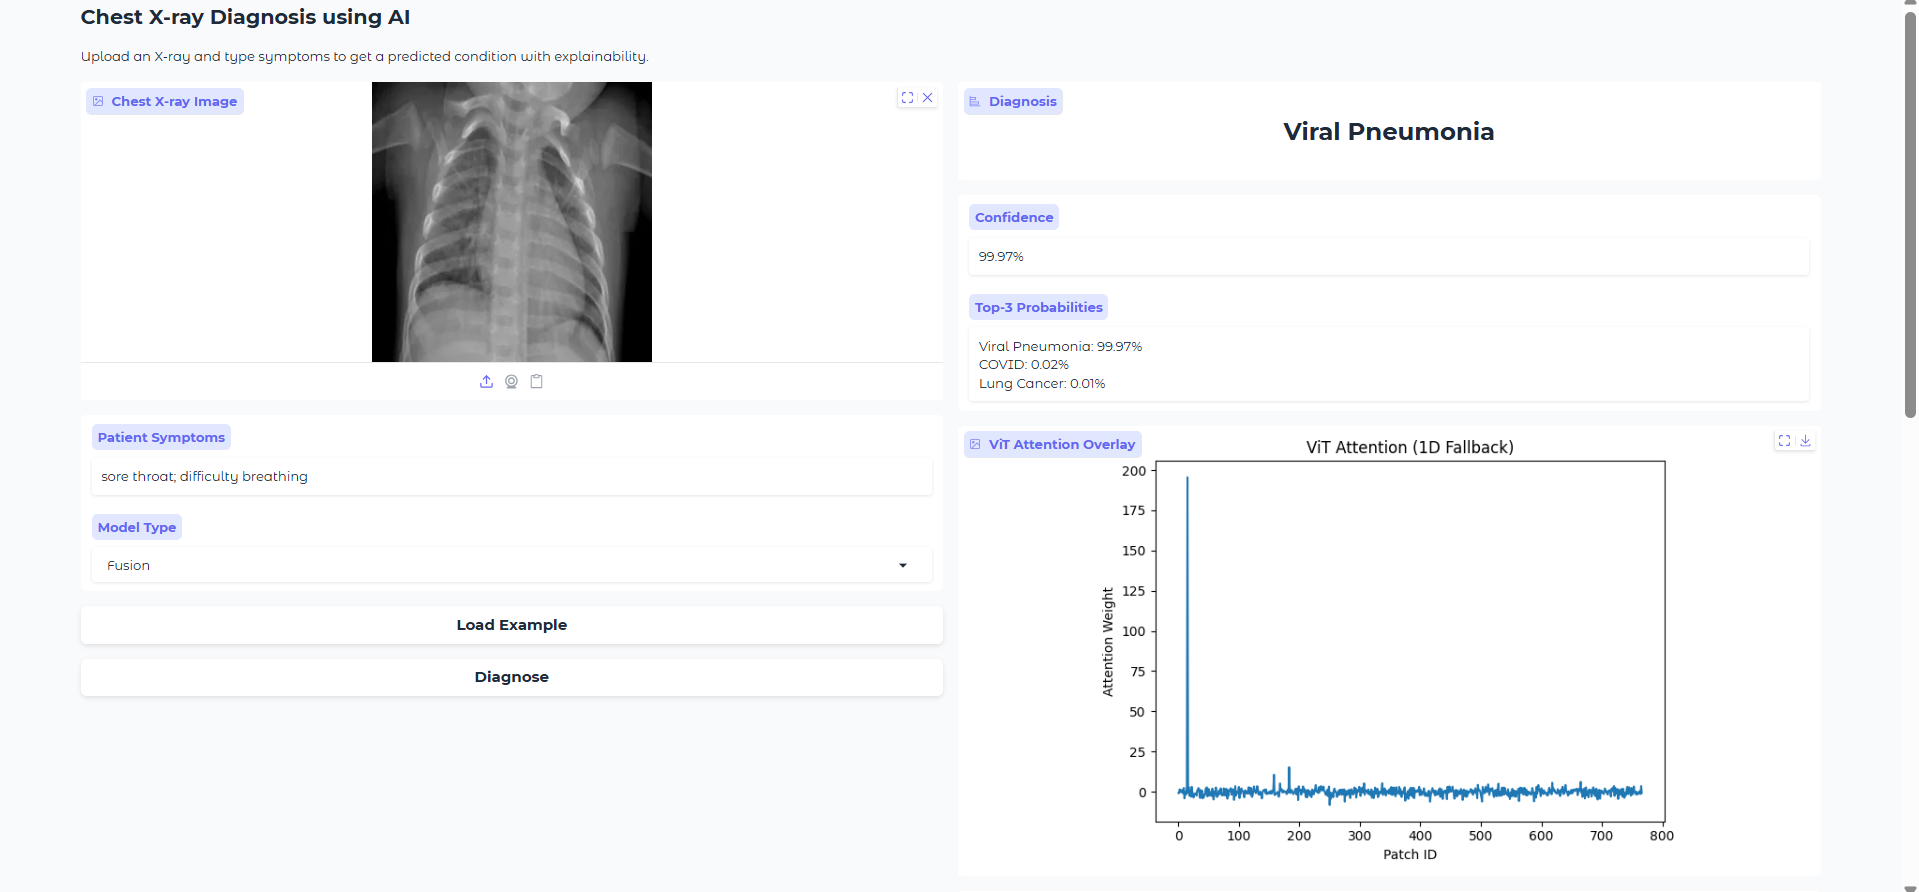 Chest X-ray Diagnosis using AI
Upload an X-ray and type symptoms to get a predicted condition with explainability.
Chest X-ray Image
Patient Symptoms
sore throat; difficulty breathing
Model Type
Fusion
Load Example
Diagnose
Diagnosis
Viral Pneumonia
Confidence
99.97%
Top-3 Probabilities
Viral Pneumonia: 99.97%
COVID: 0.02%
Lung Cancer: 0.01%
ViT Attention Overlay
ViT Attention (1D Fallback)
Attention Weight
200
175
150
125
100
75
50
25
0
0 100 200 300 400 500 600 700 800
Patch ID